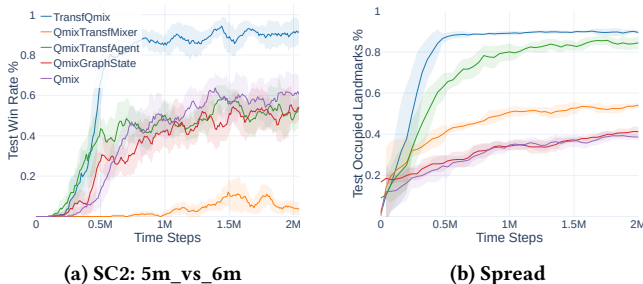 TransfQmix
QmixTransfMixer
QmixTransfAgent
QmixGraphState
Qmix
Test Win Rate %
1
0.8
0.6
0.4
0.2
0.5M
1M
1.5M
2M
Time Steps
(a) SC2: 5m_vs_6m
Test Occupied Landmarks %
1
0.8
0.6
0.4
0.2
0
0
0.5M
1M
1.5M
2M
Time Steps
(b) Spread